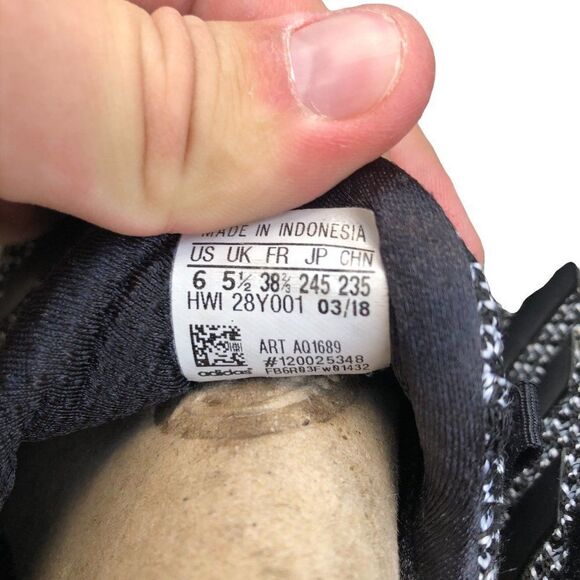 MADE IN INDONESIA
US UK FR JP CHN
6 5½ 38⅔ 245 235
HWI 28Y001 03/18
ART AQ1689
#120025348
adidas FB6R03FW01432